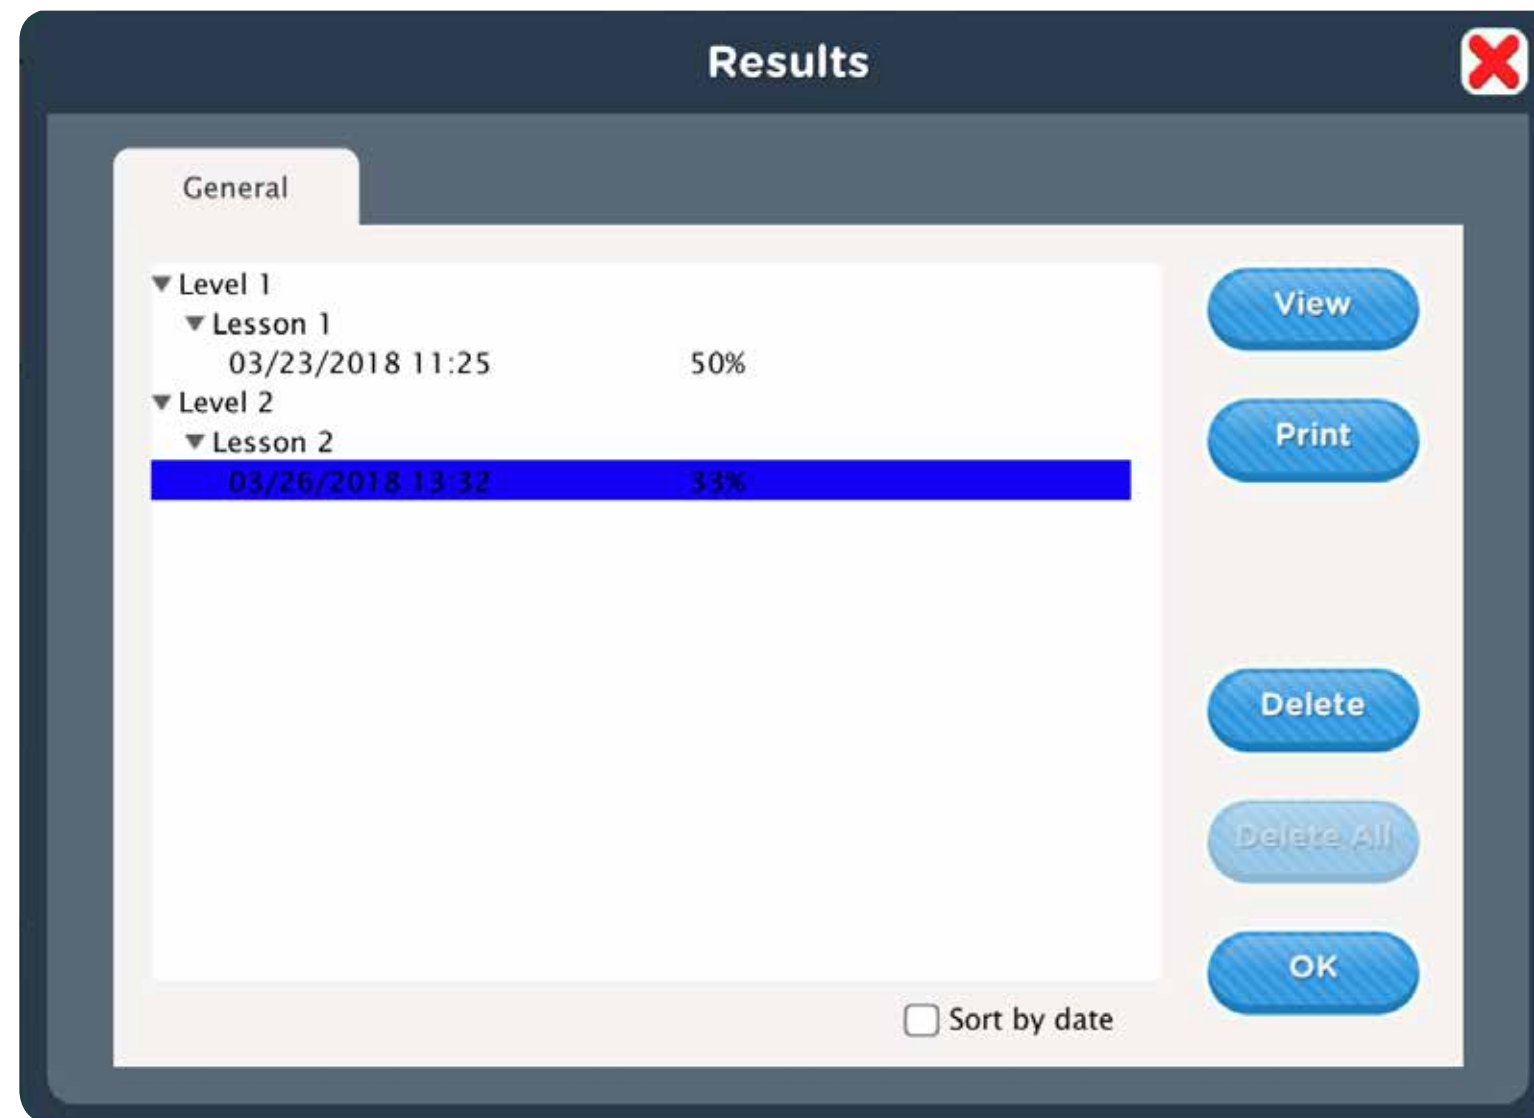 Results
General
Level 1
Lesson 1
03/23/2018 11:25 50%
Level 2
Lesson 2
03/26/2018 13:32 33%
View
Print
Delete
Delete All
OK
Sort by date